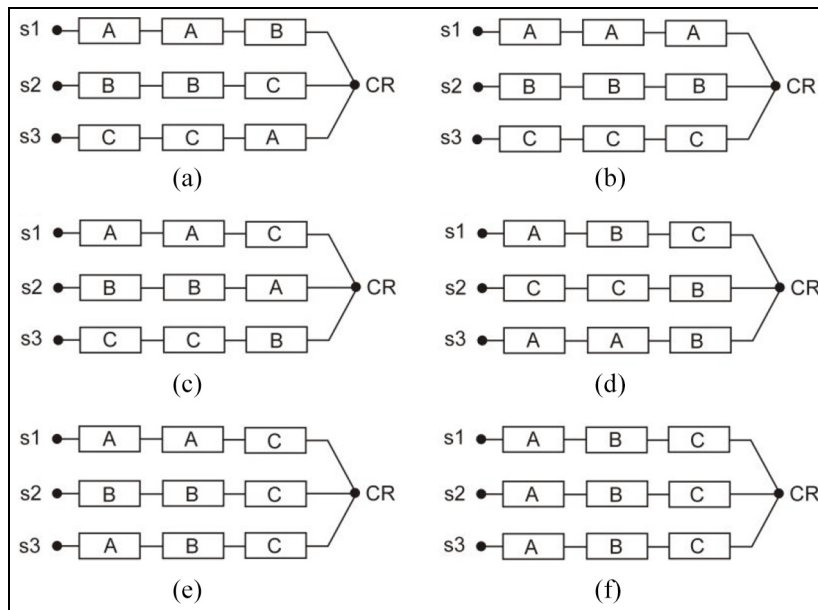 s1 A A B
s2 B B C CR
s3 C C A
(a)
s1 A A A
s2 B B B CR
s3 C C C
(b)
s1 A A C
s2 B B A CR
s3 C C B
(c)
s1 A B C
s2 C C B CR
s3 A A B
(d)
s1 A A C
s2 B B C CR
s3 A B C
(e)
s1 A B C
s2 A B C CR
s3 A B C
(f)